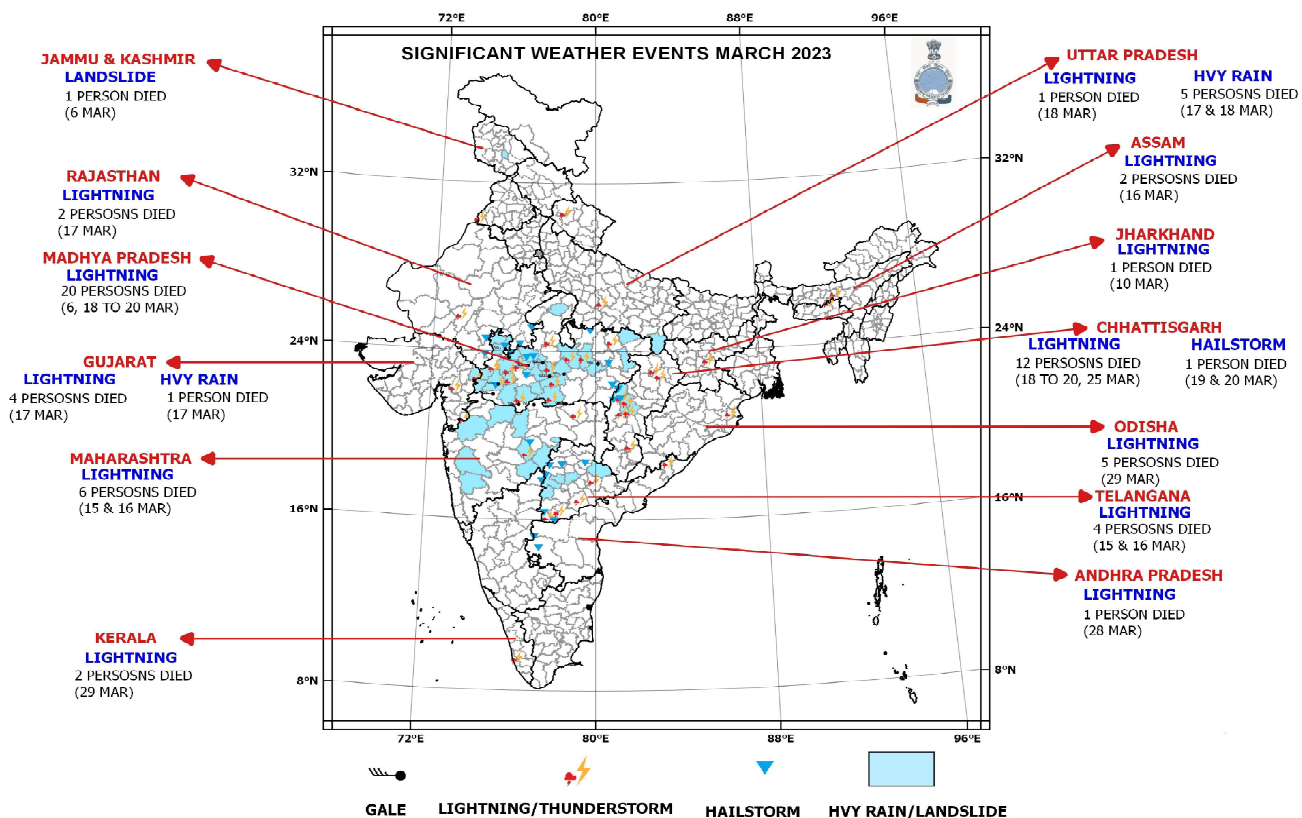 72°E 80°E 88°E 96°E
SIGNIFICANT WEATHER EVENTS MARCH 2023
JAMMU & KASHMIR
LANDSLIDE
1 PERSON DIED
(6 MAR)
RAJASTHAN
LIGHTNING
2 PERSOSNS DIED
(17 MAR)
MADHYA PRADESH
LIGHTNING
20 PERSOSNS DIED
(6, 18 TO 20 MAR)
GUJARAT
LIGHTNING
4 PERSOSNS DIED
(17 MAR)
HVY RAIN
1 PERSON DIED
(17 MAR)
MAHARASHTRA
LIGHTNING
6 PERSOSNS DIED
(15 & 16 MAR)
KERALA
LIGHTNING
2 PERSOSNS DIED
(29 MAR)
32°N
24°N
16°N
8°N
UTTAR PRADESH
LIGHTNING
1 PERSON DIED
(18 MAR)
HVY RAIN
5 PERSOSNS DIED
(17 & 18 MAR)
ASSAM
LIGHTNING
2 PERSOSNS DIED
(16 MAR)
JHARKHAND
LIGHTNING
1 PERSON DIED
(10 MAR)
CHHATTISGARH
LIGHTNING
12 PERSOSNS DIED
(18 TO 20, 25 MAR)
HAILSTORM
1 PERSON DIED
(19 & 20 MAR)
ODISHA
LIGHTNING
5 PERSOSNS DIED
(29 MAR)
TELANGANA
LIGHTNING
4 PERSOSNS DIED
(15 & 16 MAR)
ANDHRA PRADESH
LIGHTNING
1 PERSON DIED
(28 MAR)
32°N
24°N
16°N
8°N
72°E 80°E 88°E 96°E
GALE LIGHTNING/THUNDERSTORM HAILSTORM HVY RAIN/LANDSLIDE